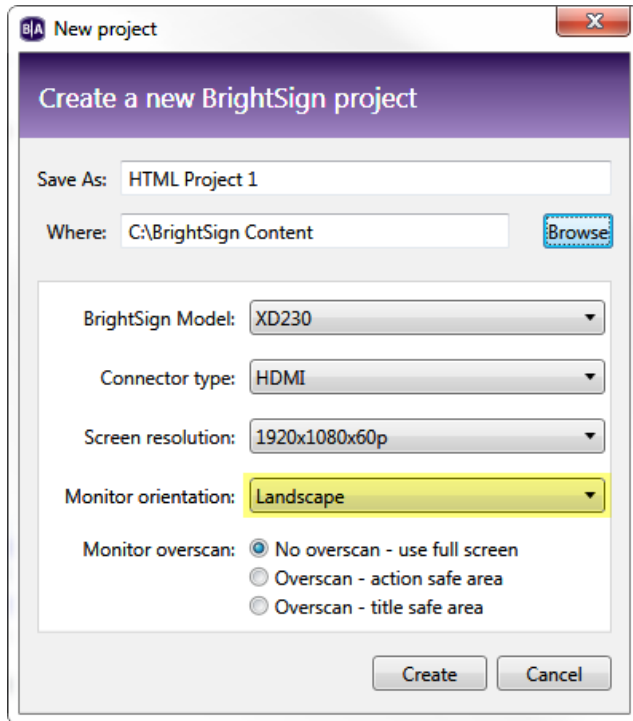 B|A New project
Create a new BrightSign project
Save As: HTML Project 1
Where: C:\BrightSign Content Browse
BrightSign Model: XD230
Connector type: HDMI
Screen resolution: 1920x1080x60p
Monitor orientation: Landscape
Monitor overscan: No overscan - use full screen
Overscan - action safe area
Overscan - title safe area
Create Cancel